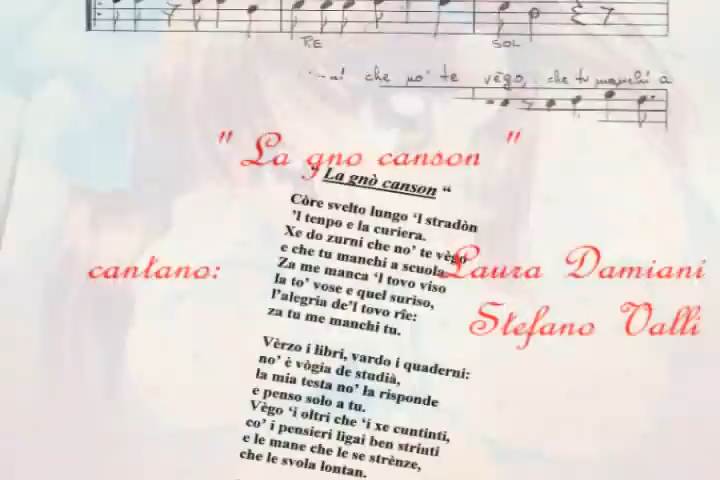 RE SOL
che no' te vègo, che tu manchi a
" La gno canson "
" La gnò canson "
Còre svelto lungo 'l stradòn
'l tenpo e la curiera.
Xe do zurni che no' te vègo
e che tu manchi a scuola
Za me manca 'l tovo viso
la to' vose e quel suriso,
l'alegria de'l tovo rîe:
za tu me manchi tu.
cantano:
Laura Damiani
Stefano Valli
Vèrzo i libri, vardo i quaderni:
no' è vògia de studià,
la mia testa no' la risponde
e penso solo a tu.
Vègo 'i oltri che 'i xe cuntinti,
co' i pensieri ligai ben strinti
e le mane che le se strènze,
che le svola lontan.